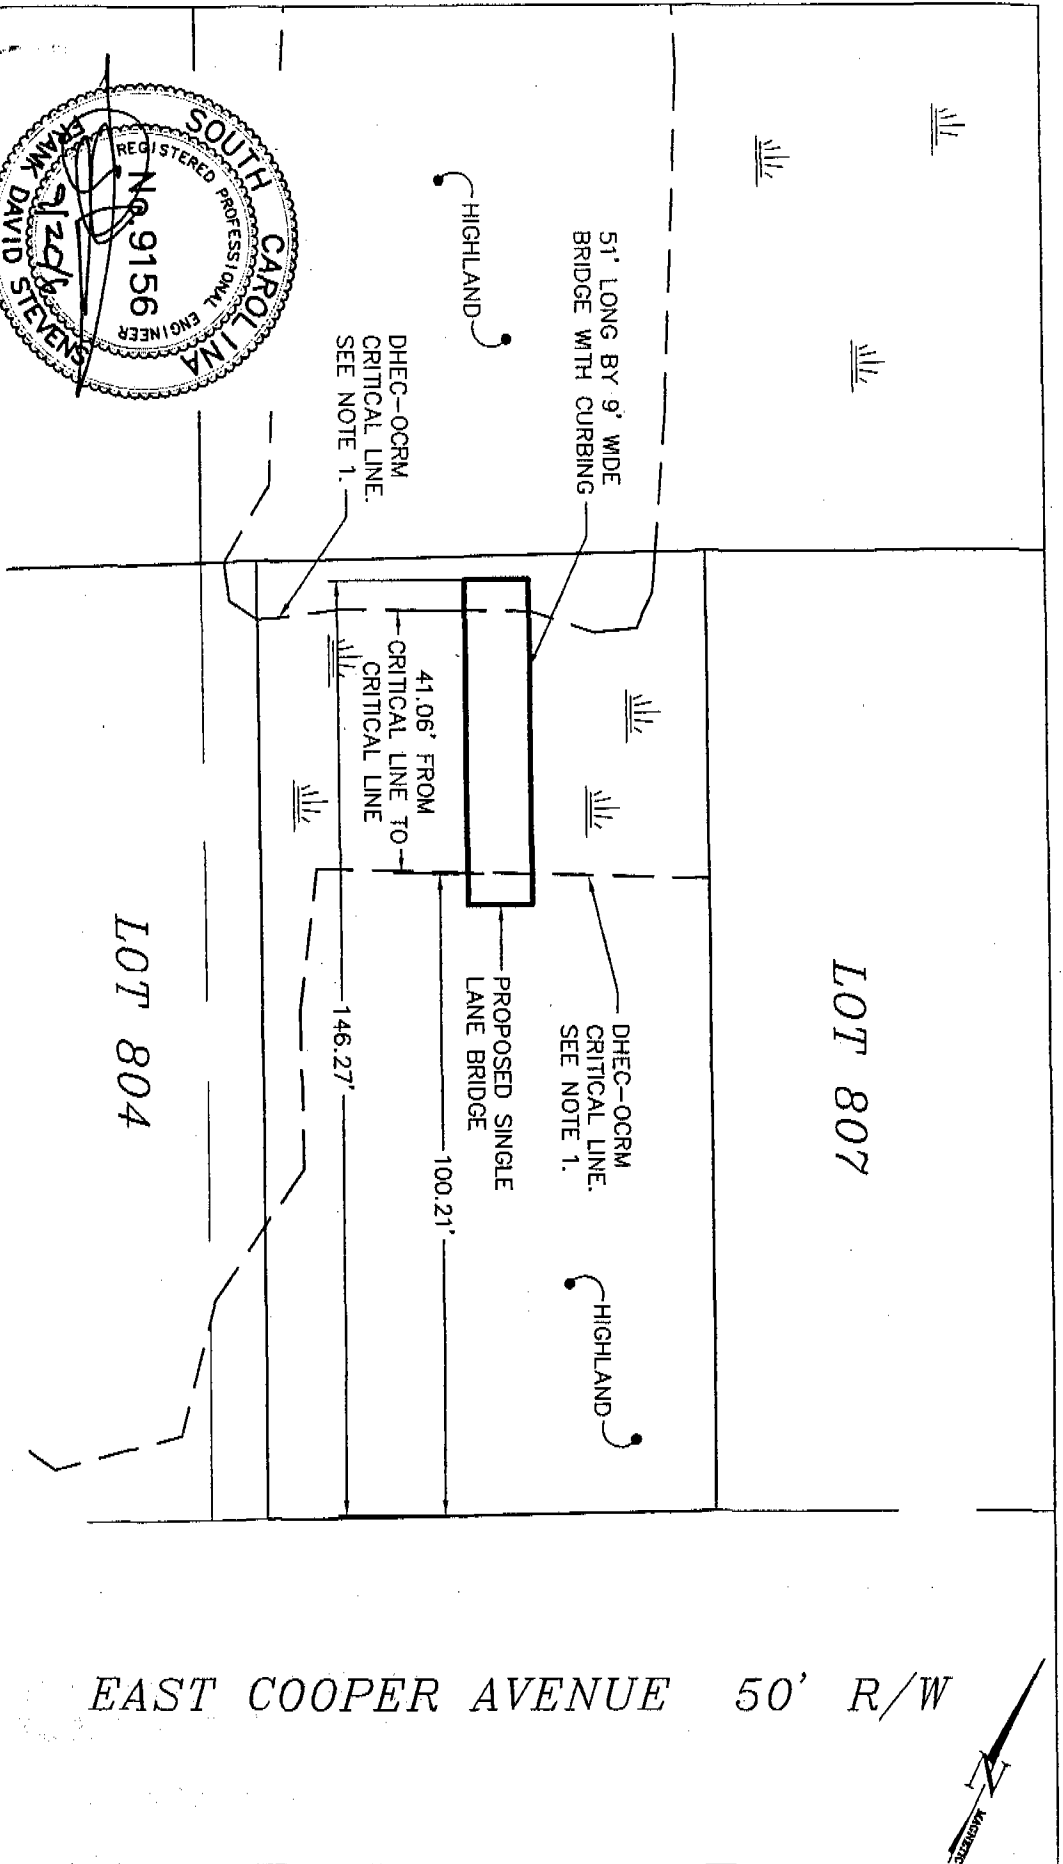 SOUTH CAROLINA
REGISTERED PROFESSIONAL ENGINEER
No. 9156
FRANK DAVID STEVENS
HIGHLAND
51' LONG BY 9' WIDE
BRIDGE WITH CURBING
DHEC-OCRM
CRITICAL LINE.
SEE NOTE 1.
41.06' FROM
CRITICAL LINE TO
CRITICAL LINE
146.27'
100.21'
PROPOSED SINGLE
LANE BRIDGE
DHEC-OCRM
CRITICAL LINE.
SEE NOTE 1.
HIGHLAND
LOT 807
LOT 804
EAST COOPER AVENUE 50' R/W
N
MAGNETIC